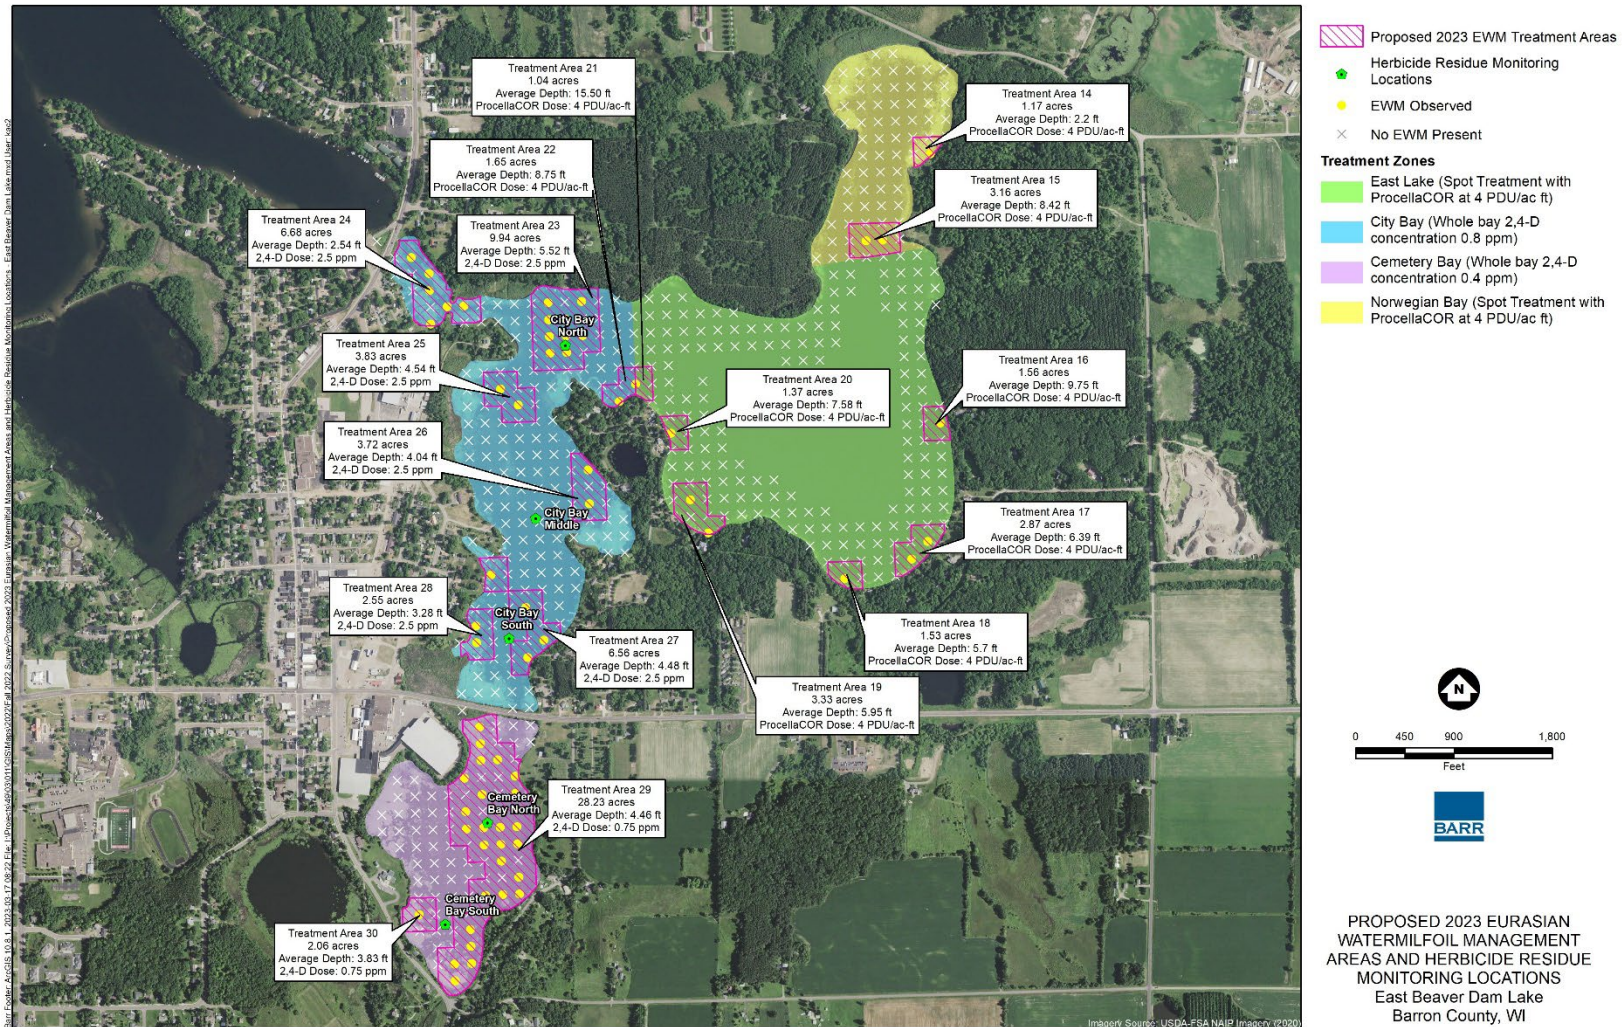 Treatment Area 21
1.04 acres
Average Depth: 15.50 ft
ProcellaCOR Dose: 4 PDU/ac-ft
Treatment Area 14
1.17 acres
Average Depth: 2.2 ft
ProcellaCOR Dose: 4 PDU/ac-ft
Treatment Area 22
1.65 acres
Average Depth: 8.75 ft
ProcellaCOR Dose: 4 PDU/ac-ft
Treatment Area 15
3.16 acres
Average Depth: 8.42 ft
ProcellaCOR Dose: 4 PDU/ac-ft
Treatment Area 24
6.68 acres
Average Depth: 2.54 ft
2,4-D Dose: 2.5 ppm
Treatment Area 23
9.94 acres
Average Depth: 5.52 ft
2,4-D Dose: 2.5 ppm
City Bay
North
Treatment Area 25
3.83 acres
Average Depth: 4.54 ft
2,4-D Dose: 2.5 ppm
Treatment Area 20
1.37 acres
Average Depth: 7.58 ft
ProcellaCOR Dose: 4 PDU/ac-ft
Treatment Area 16
1.56 acres
Average Depth: 9.75 ft
ProcellaCOR Dose: 4 PDU/ac-ft
Treatment Area 26
3.72 acres
Average Depth: 4.04 ft
2,4-D Dose: 2.5 ppm
City Bay
Middle
Treatment Area 17
2.87 acres
Average Depth: 6.39 ft
ProcellaCOR Dose: 4 PDU/ac-ft
Treatment Area 28
2.55 acres
Average Depth: 3.28 ft
2,4-D Dose: 2.5 ppm
City Bay
South
Treatment Area 27
6.56 acres
Average Depth: 4.48 ft
2,4-D Dose: 2.5 ppm
Treatment Area 18
1.53 acres
Average Depth: 5.7 ft
ProcellaCOR Dose: 4 PDU/ac-ft
Treatment Area 19
3.33 acres
Average Depth: 5.95 ft
ProcellaCOR Dose: 4 PDU/ac-ft
Cemetery
Bay North
Treatment Area 29
28.23 acres
Average Depth: 4.46 ft
2,4-D Dose: 0.75 ppm
Cemetery
Bay South
Treatment Area 30
2.06 acres
Average Depth: 3.83 ft
2,4-D Dose: 0.75 ppm
Imagery Source: USDA-FSA NAIP Imagery (2020)
Proposed 2023 EWM Treatment Areas
Herbicide Residue Monitoring
Locations
EWM Observed
No EWM Present
Treatment Zones
East Lake (Spot Treatment with
ProcellaCOR at 4 PDU/ac ft)
City Bay (Whole bay 2,4-D
concentration 0.8 ppm)
Cemetery Bay (Whole bay 2,4-D
concentration 0.4 ppm)
Norwegian Bay (Spot Treatment with
ProcellaCOR at 4 PDU/ac ft)
N
0 450 900 1,800
Feet
BARR
PROPOSED 2023 EURASIAN
WATERMILFOIL MANAGEMENT
AREAS AND HERBICIDE RESIDUE
MONITORING LOCATIONS
East Beaver Dam Lake
Barron County, WI